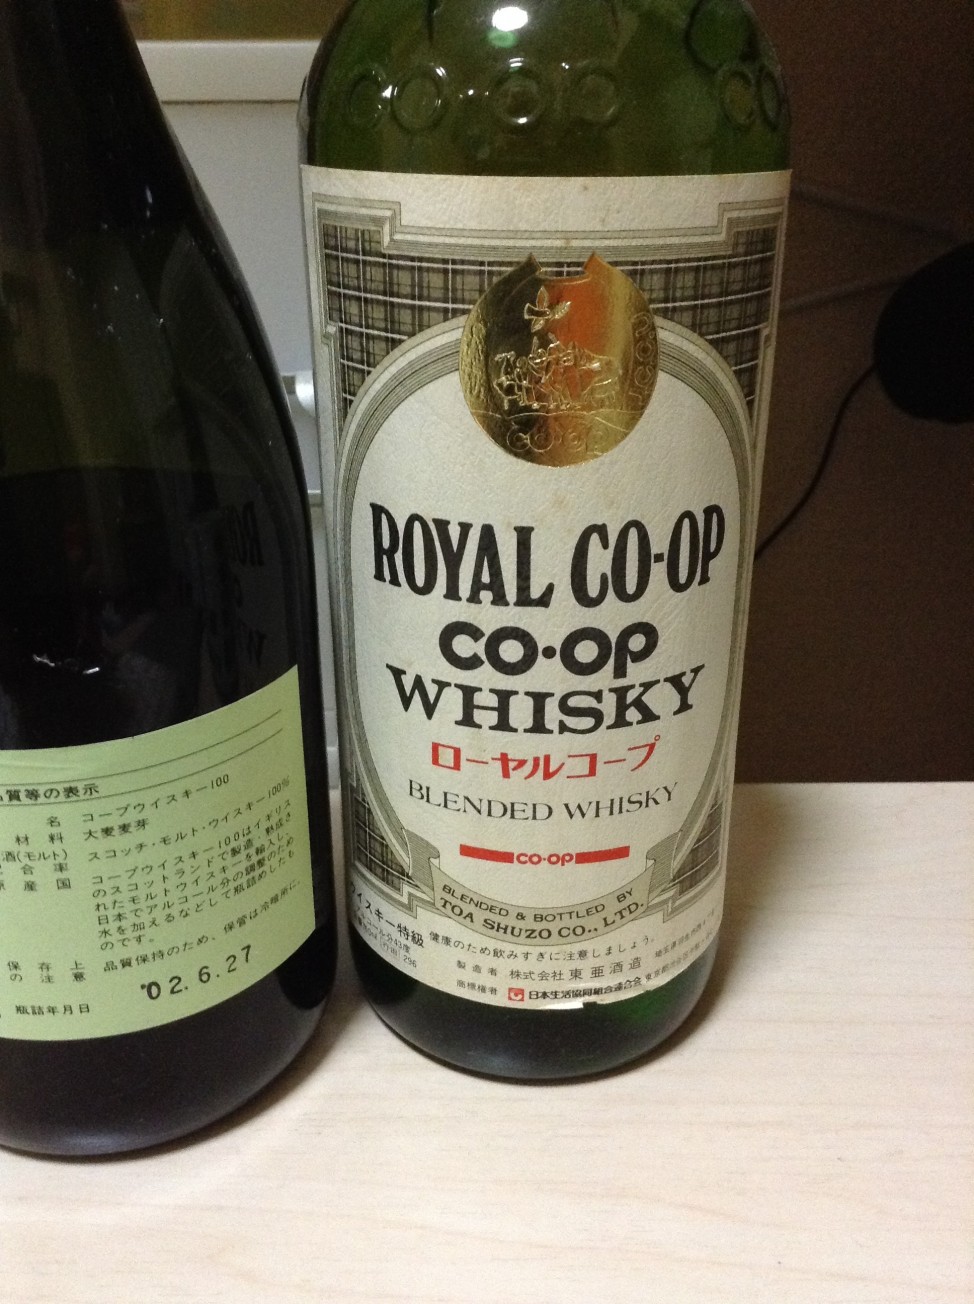 質等の表示
名 コープウイスキー100
材料 大麦麦芽
酒(モルト) スコッチ・モルト・ウイスキー100%
合率
産国 コープウイスキー100はイギリス
のスコットランドで製造、熟成さ
れたモルトウイスキーを輸入し、
日本でアルコール分の調整のため
水を加えるなどして瓶詰めしたも
のです。
保存上 品質保持のため、保管は冷暗所に。
の注意
瓶詰年月日 '02.6.27
CO·OP
ROYAL CO-OP
CO·OP
WHISKY
ローヤルコープ
BLENDED WHISKY
CO·OP
BLENDED & BOTTLED BY
TOA SHUZO CO., LTD.
ウイスキー特級
アルコール分43度
健康のため飲みすぎに注意しましょう。
製造者 株式会社東亜酒造
商標権者 日本生活協同組合連合会